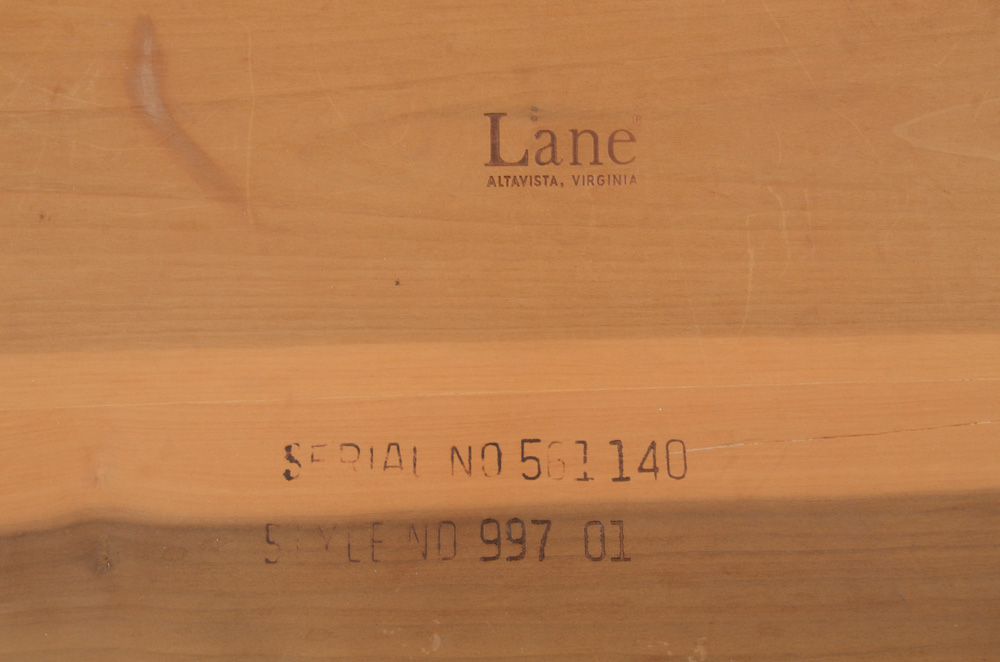 Lane®
ALTAVISTA, VIRGINIA
SERIAL NO 561140
STYLE NO 997 01